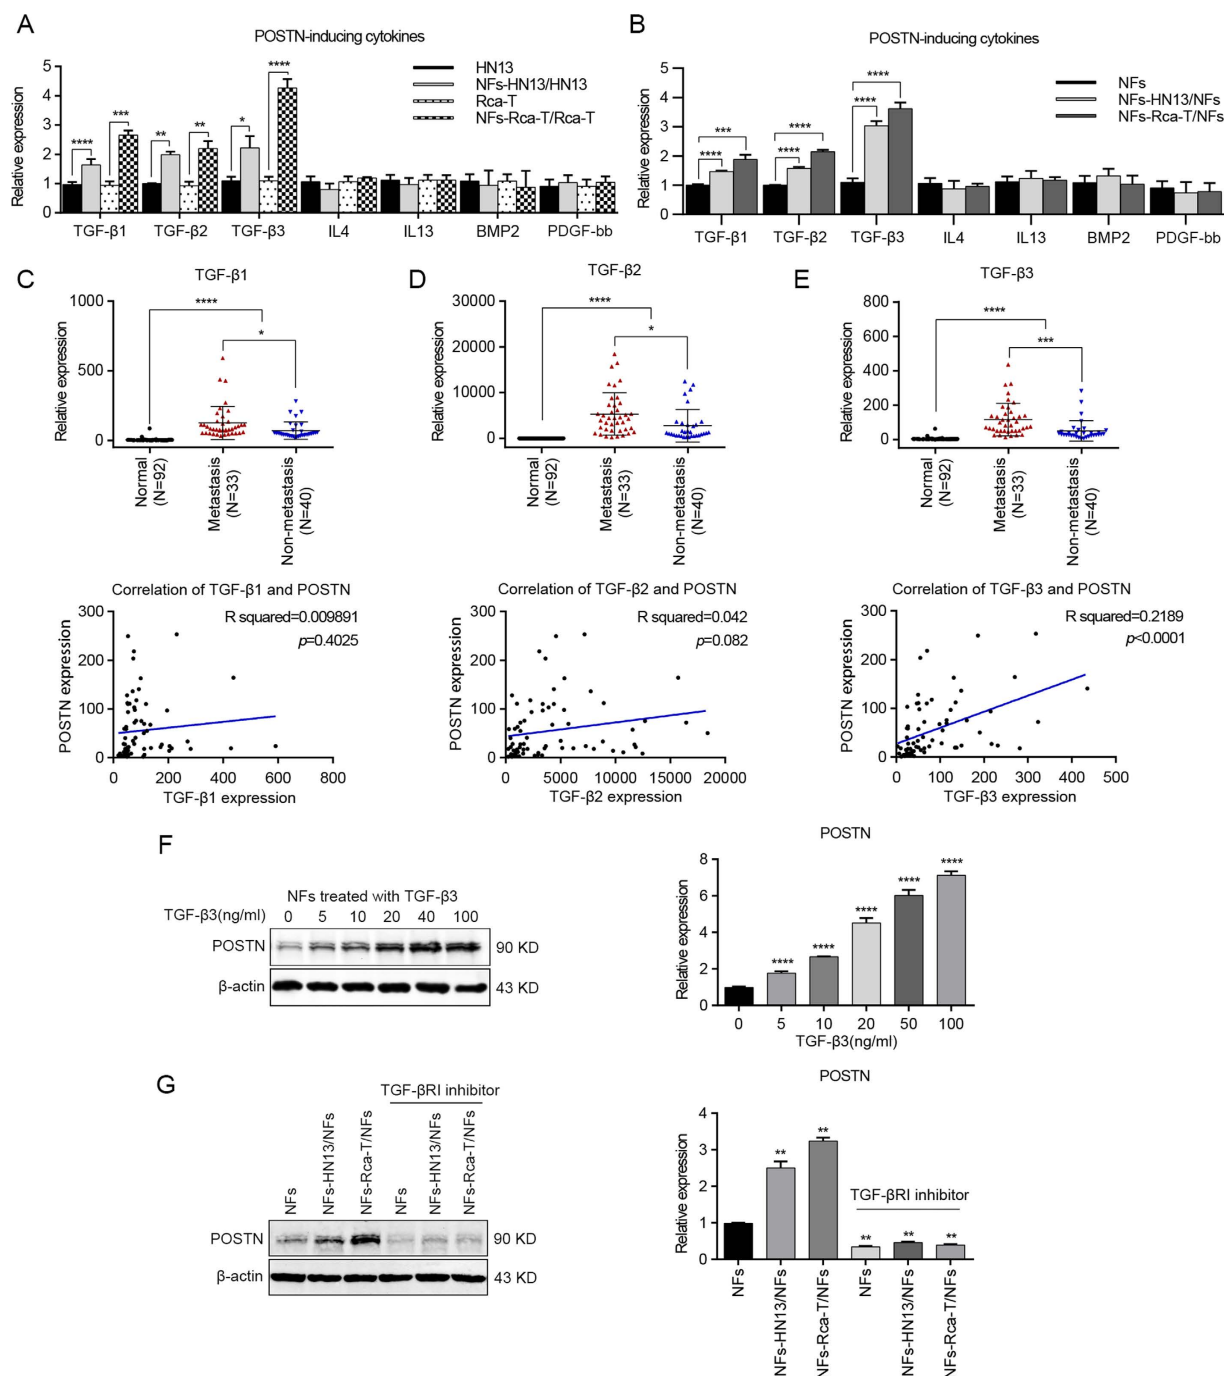 A
POSTN-inducing cytokines
HN13
NFs-HN13/HN13
Rca-T
NFs-Rca-T/Rca-T
Relative expression
5
4
3
2
1
0
**** *** ** ** * ****
TGF-β1 TGF-β2 TGF-β3 IL4 IL13 BMP2 PDGF-bb
B
POSTN-inducing cytokines
NFs
NFs-HN13/NFs
NFs-Rca-T/NFs
Relative expression
5
4
3
2
1
0
*** **** **** **** **** ****
TGF-β1 TGF-β2 TGF-β3 IL4 IL13 BMP2 PDGF-bb
C
TGF-β1
Relative expression
1000
500
0
****
*
Normal (N=92)
Metastasis (N=33)
Non-metastasis (N=40)
D
TGF-β2
Relative expression
30000
20000
10000
0
****
*
Normal (N=92)
Metastasis (N=33)
Non-metastasis (N=40)
E
TGF-β3
Relative expression
800
600
400
200
0
****
***
Normal (N=92)
Metastasis (N=33)
Non-metastasis (N=40)
Correlation of TGF-β1 and POSTN
R squared=0.009891
p=0.4025
POSTN expression
300
200
100
0
0 200 400 600 800
TGF-β1 expression
Correlation of TGF-β2 and POSTN
R squared=0.042
p=0.082
POSTN expression
300
200
100
0
0 5000 10000 15000 20000
TGF-β2 expression
Correlation of TGF-β3 and POSTN
R squared=0.2189
p<0.0001
POSTN expression
300
200
100
0
0 100 200 300 400 500
TGF-β3 expression
F
NFs treated with TGF-β3
TGF-β3(ng/ml) 0 5 10 20 40 100
POSTN 90 KD
β-actin 43 KD
POSTN
Relative expression
8
6
4
2
0
**** **** **** **** ****
0 5 10 20 50 100
TGF-β3(ng/ml)
G
TGF-βRI inhibitor
NFs
NFs-HN13/NFs
NFs-Rca-T/NFs
NFs
NFs-HN13/NFs
NFs-Rca-T/NFs
POSTN 90 KD
β-actin 43 KD
POSTN
Relative expression
4
3
2
1
0
** **
TGF-βRI inhibitor
** ** **
NFs
NFs-HN13/NFs
NFs-Rca-T/NFs
NFs
NFs-HN13/NFs
NFs-Rca-T/NFs